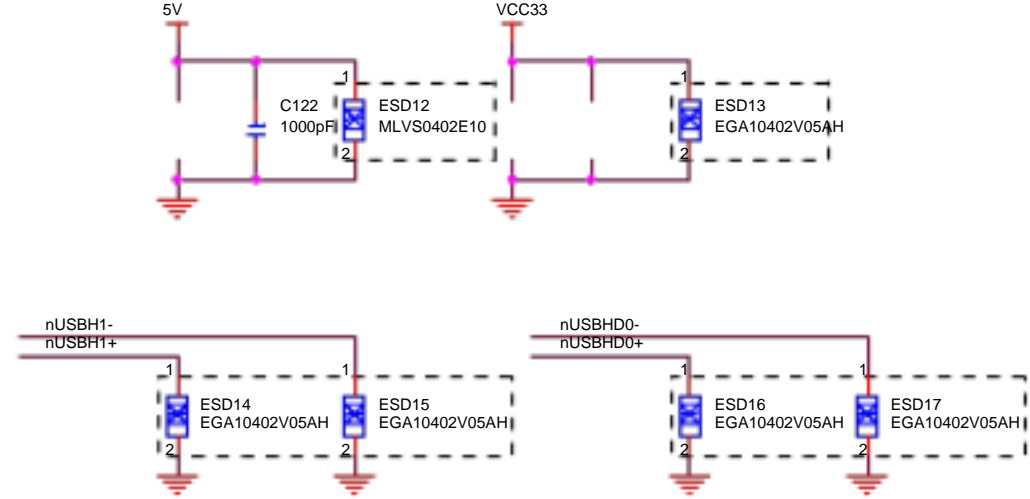 5V
VCC33
1
C122
1000pF
ESD12
MLVS0402E10
2
1
ESD13
EGA10402V05AH
2
nUSBH1-
nUSBH1+
1
ESD14
EGA10402V05AH
2
1
ESD15
EGA10402V05AH
2
nUSBHD0-
nUSBHD0+
1
ESD16
EGA10402V05AH
2
1
ESD17
EGA10402V05AH
2